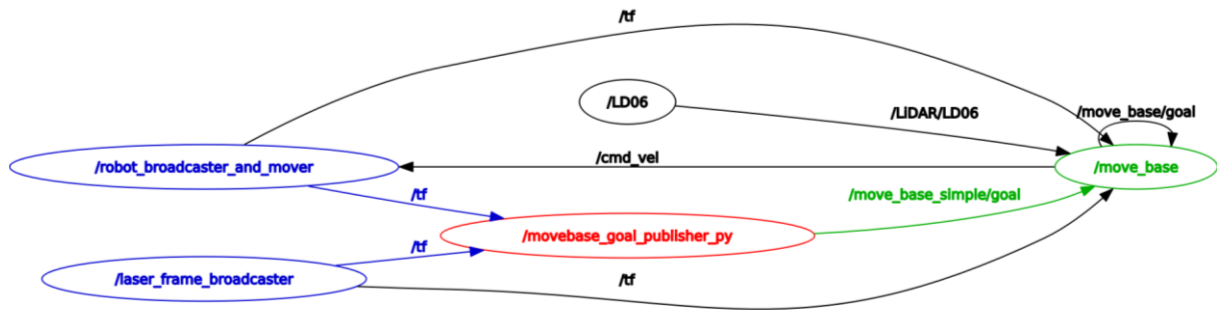 /tf
/LD06
/LiDAR/LD06
/move_base/goal
/cmd_vel
/robot_broadcaster_and_mover
/move_base
/tf
/move_base_simple/goal
/movebase_goal_publisher_py
/tf
/laser_frame_broadcaster
/tf